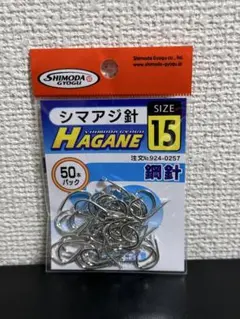 SHIMODA
GYOGU
Shimoda Gyogu co., Inc.
www.shimoda-gyogu.jp
シマアジ針
SHIMODA GYOGU
HAGANE
SIZE
15
注文No.924-0257
50本
パック
鋼針